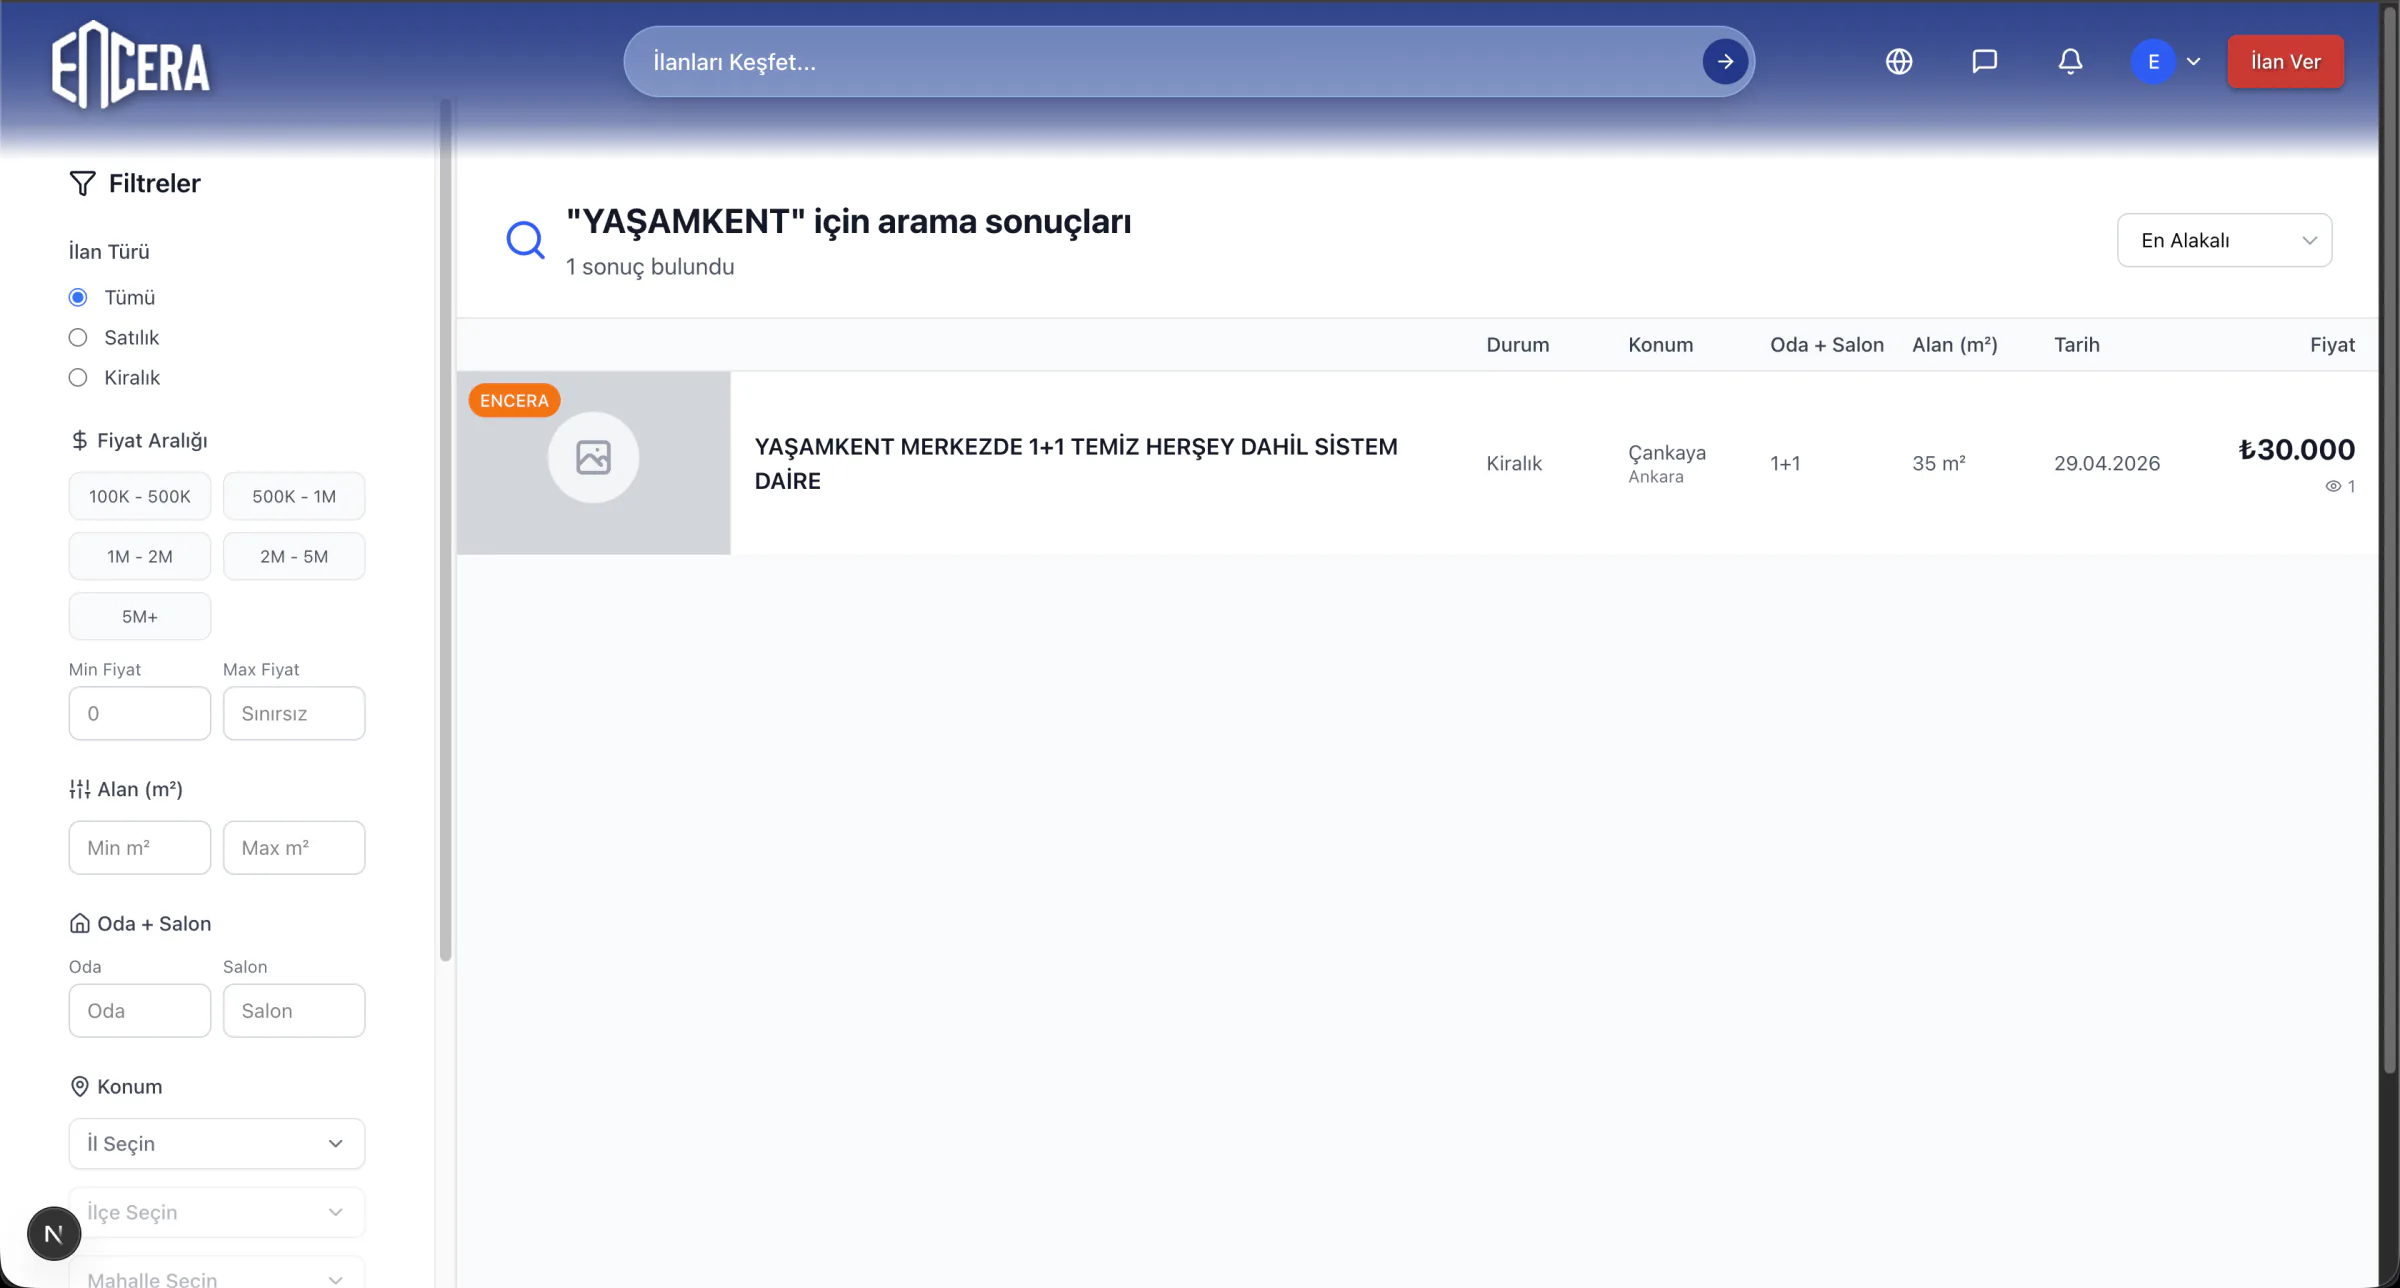 ENCERA
İlanları Keşfet...
E
İlan Ver
Filtreler
İlan Türü
Tümü
Satılık
Kiralık
Fiyat Aralığı
100K - 500K
500K - 1M
1M - 2M
2M - 5M
5M+
Min Fiyat
Max Fiyat
0
Sınırsız
Alan (m²)
Min m²
Max m²
Oda + Salon
Oda
Salon
Oda
Salon
Konum
İl Seçin
İlçe Seçin
Mahalle Seçin
N
"YAŞAMKENT" için arama sonuçları
1 sonuç bulundu
En Alakalı
Durum
Konum
Oda + Salon
Alan (m²)
Tarih
Fiyat
ENCERA
YAŞAMKENT MERKEZDE 1+1 TEMİZ HERŞEY DAHİL SİSTEM
DAİRE
Kiralık
Çankaya
Ankara
1+1
35 m²
29.04.2026
₺30.000
1